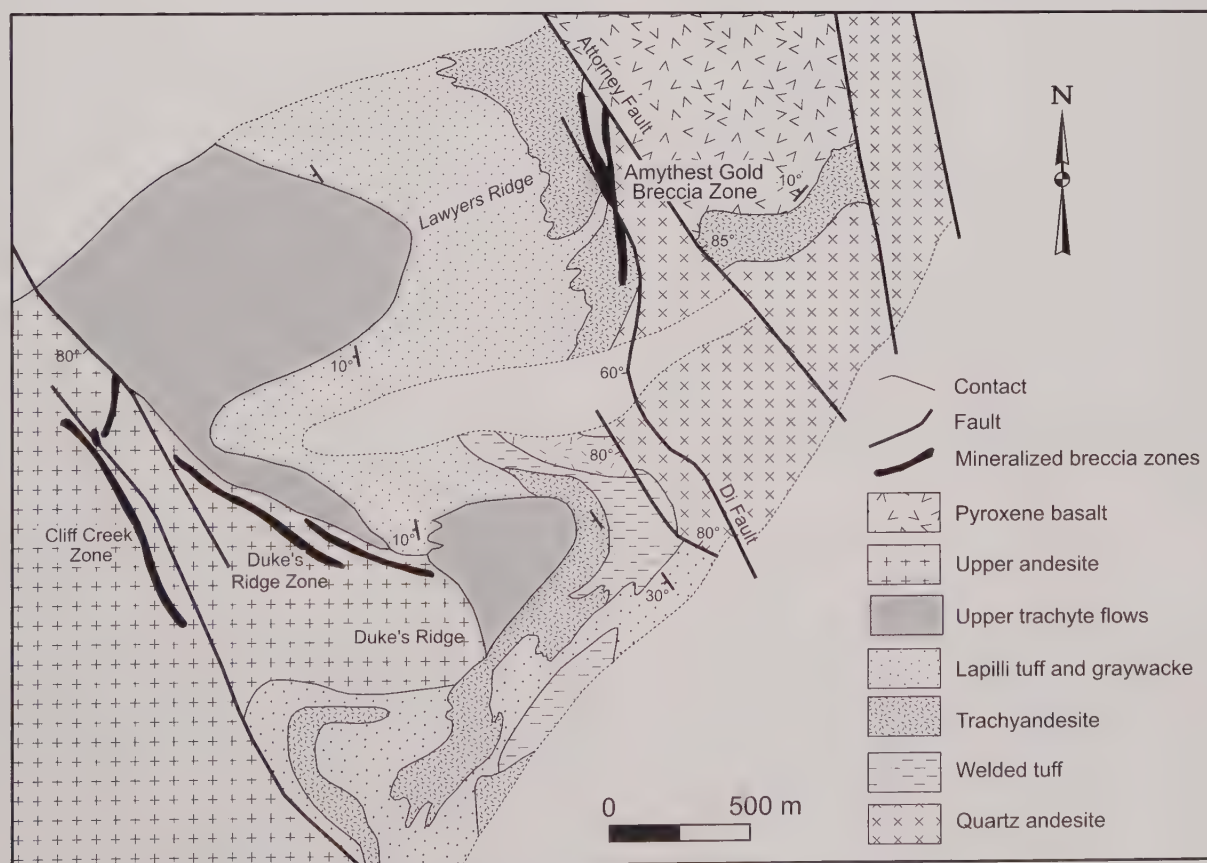 Attorney Fault
N
Amythest Gold
Breccia Zone
Lawyers Ridge
10°
85°
80°
10°
60°
Contact
Fault
Mineralized breccia zones
80°
Di Fault
Pyroxene basalt
Cliff Creek
Zone
10°
80°
Upper andesite
Duke's
Ridge Zone
30°
Upper trachyte flows
Duke's Ridge
Lapilli tuff and graywacke
Trachyandesite
Welded tuff
0 500 m
Quartz andesite